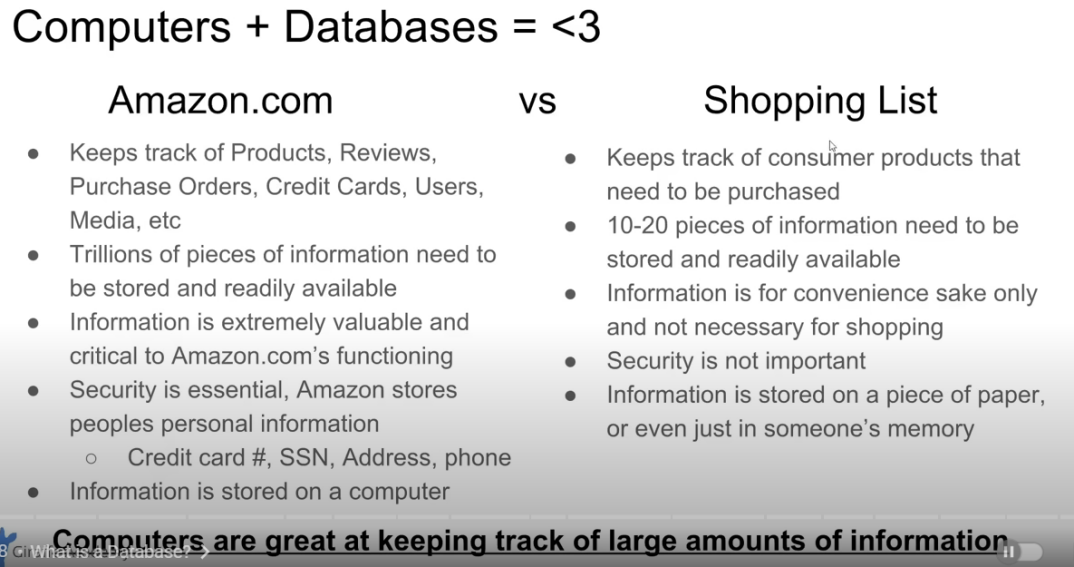 Computers + Databases = <3
Amazon.com vs Shopping List
● Keeps track of Products, Reviews,
Purchase Orders, Credit Cards, Users,
Media, etc
● Trillions of pieces of information need to
be stored and readily available
● Information is extremely valuable and
critical to Amazon.com’s functioning
● Security is essential, Amazon stores
peoples personal information
○ Credit card #, SSN, Address, phone
● Information is stored on a computer
● Keeps track of consumer products that
need to be purchased
● 10-20 pieces of information need to be
stored and readily available
● Information is for convenience sake only
and not necessary for shopping
● Security is not important
● Information is stored on a piece of paper,
or even just in someone’s memory
Computers are great at keeping track of large amounts of information
8 • What is a Database?